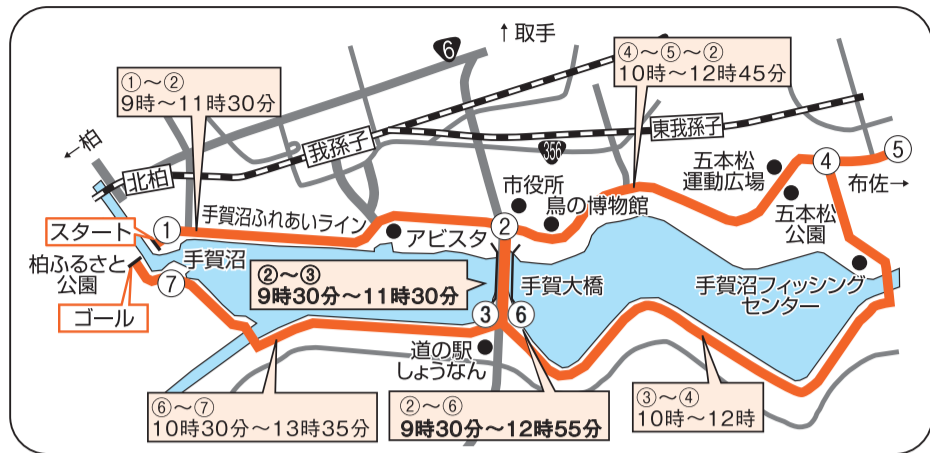 6
↑取手
④～⑤～②
10時～12時45分
①～②
9時～11時30分
←柏
北柏
我孫子
東我孫子
356
市役所
鳥の博物館
五本松
運動広場
④
⑤
布佐→
五本松
公園
手賀沼ふれあいライン
スタート
①
アビスタ
②
手賀沼
柏ふるさと
公園
⑦
ゴール
②～③
9時30分～11時30分
手賀大橋
手賀沼フィッシング
センター
③
⑥
道の駅
しょうなん
⑥～⑦
10時30分～13時35分
②～⑥
9時30分～12時55分
③～④
10時～12時